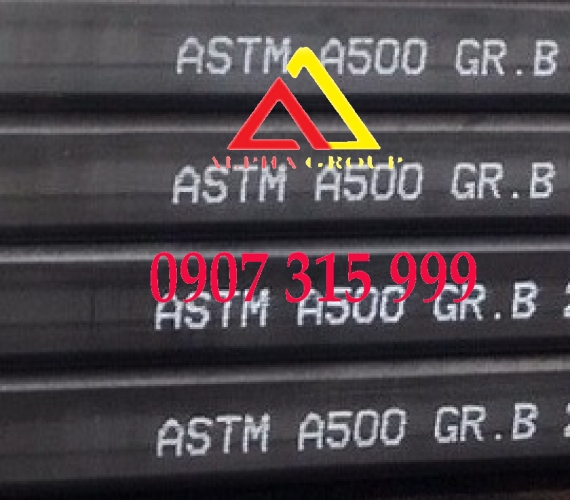 ASTM A500 GR.B
ALPHA GROUP
ASTM A500 GR.B
0907 315 999
ASTM A500 GR.B 2
ASTM A500 GR.B 2